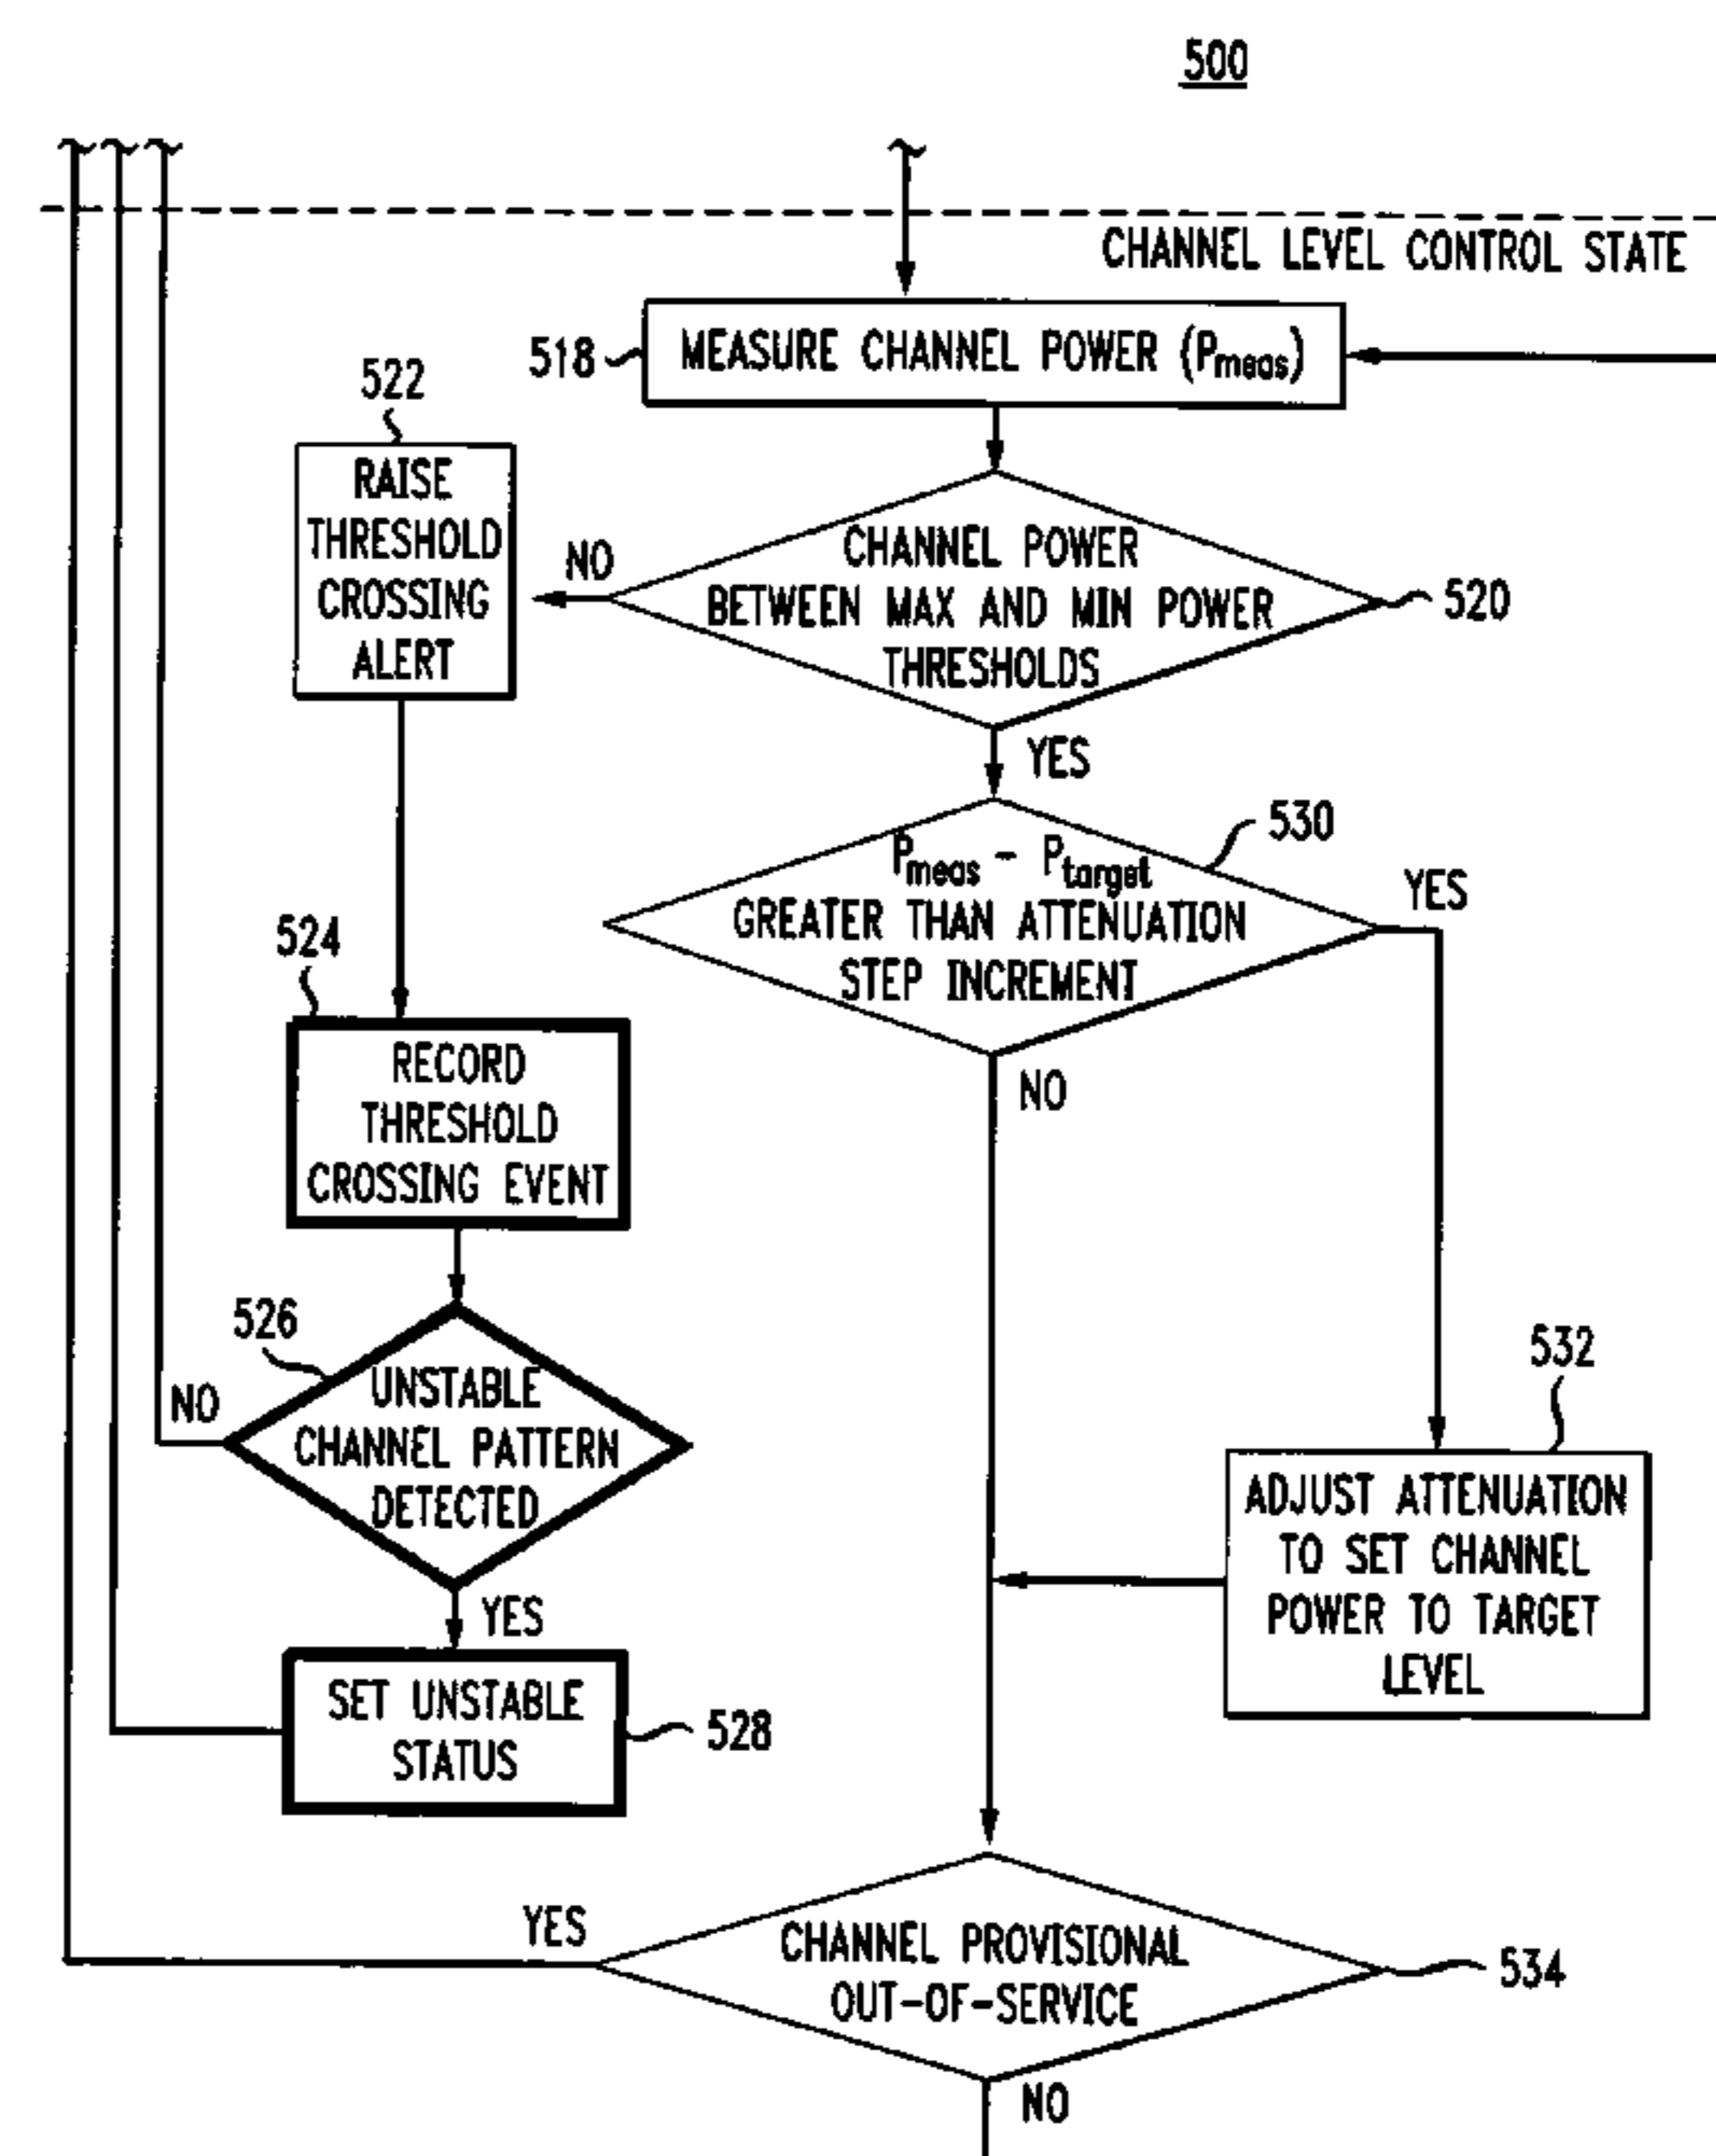 500
CHANNEL LEVEL CONTROL STATE
518
MEASURE CHANNEL POWER (Pmeas)
522
RAISE
THRESHOLD
CROSSING
ALERT
NO
CHANNEL POWER
BETWEEN MAX AND MIN POWER
THRESHOLDS
520
YES
530
Pmeas - Ptarget
GREATER THAN ATTENUATION
STEP INCREMENT
YES
NO
524
RECORD
THRESHOLD
CROSSING EVENT
526
NO
UNSTABLE
CHANNEL PATTERN
DETECTED
YES
532
ADJUST ATTENUATION
TO SET CHANNEL
POWER TO TARGET
LEVEL
SET UNSTABLE
STATUS
528
YES
CHANNEL PROVISIONAL
OUT-OF-SERVICE
534
NO